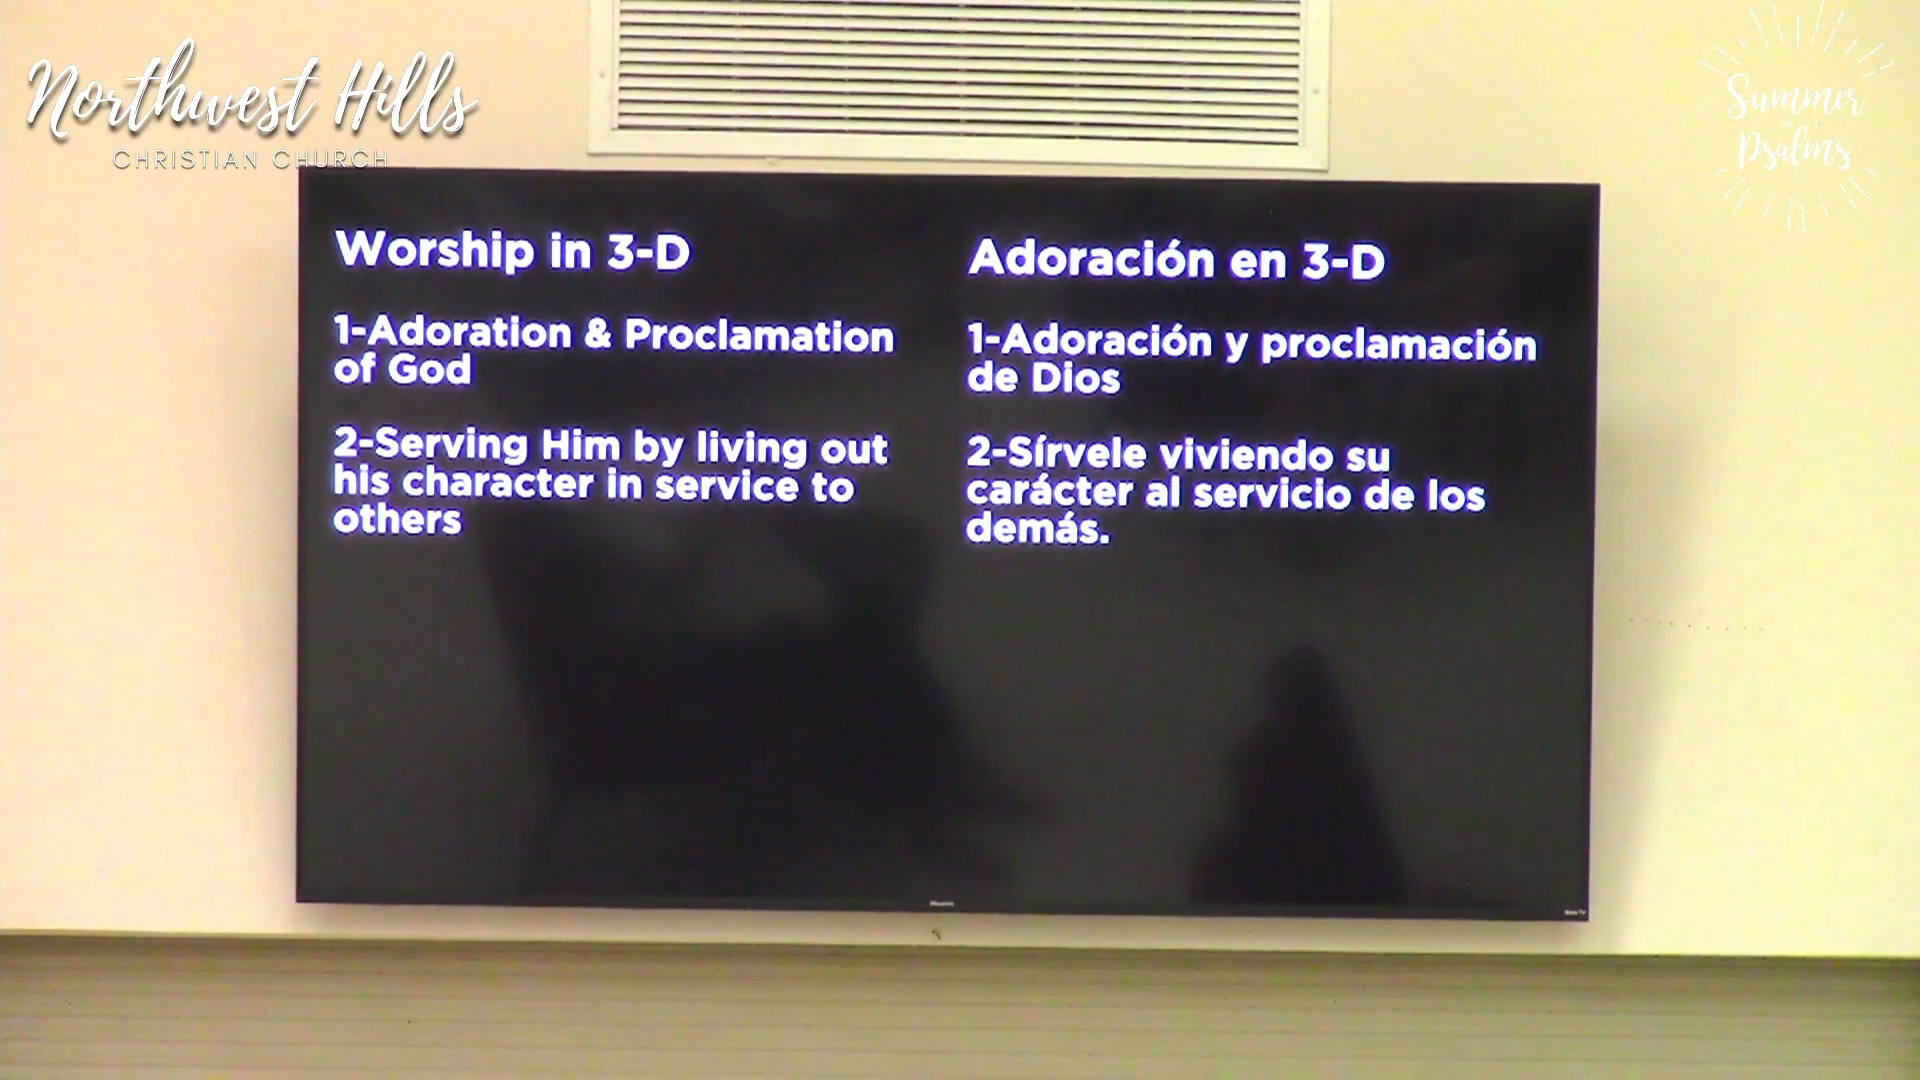 Northwest Hills
CHRISTIAN CHURCH
Summer
Psalms
Worship in 3-D
1-Adoration & Proclamation
of God
2-Serving Him by living out
his character in service to
others
Adoración en 3-D
1-Adoración y proclamación
de Dios
2-Sírvele viviendo su
carácter al servicio de los
demás.